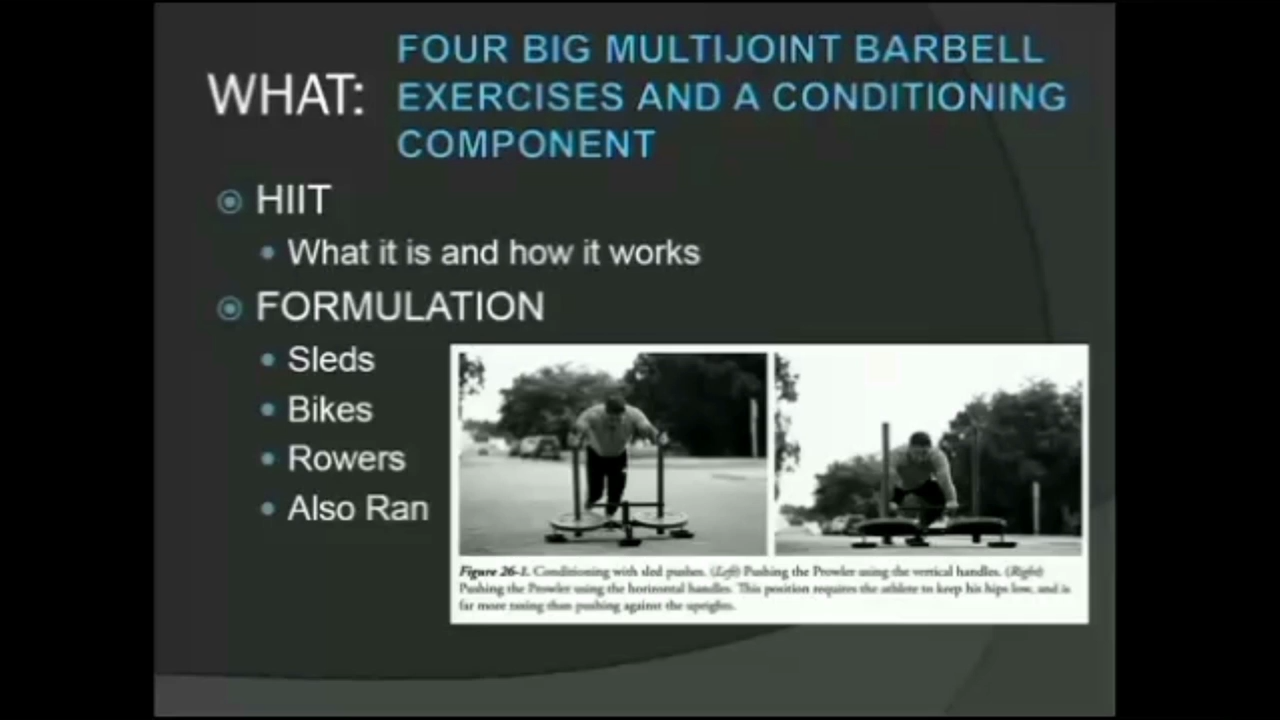 WHAT:
FOUR BIG MULTIJOINT BARBELL
EXERCISES AND A CONDITIONING
COMPONENT
HIIT
What it is and how it works
FORMULATION
Sleds
Bikes
Rowers
Also Ran
Figure 26-1. Conditioning with sled pushes. (Left) Pushing the Prowler using the vertical handles. (Right)
Pushing the Prowler using the horizontal handles. This position requires the athlete to keep his hips low, and is
far more taxing than pushing against the uprights.